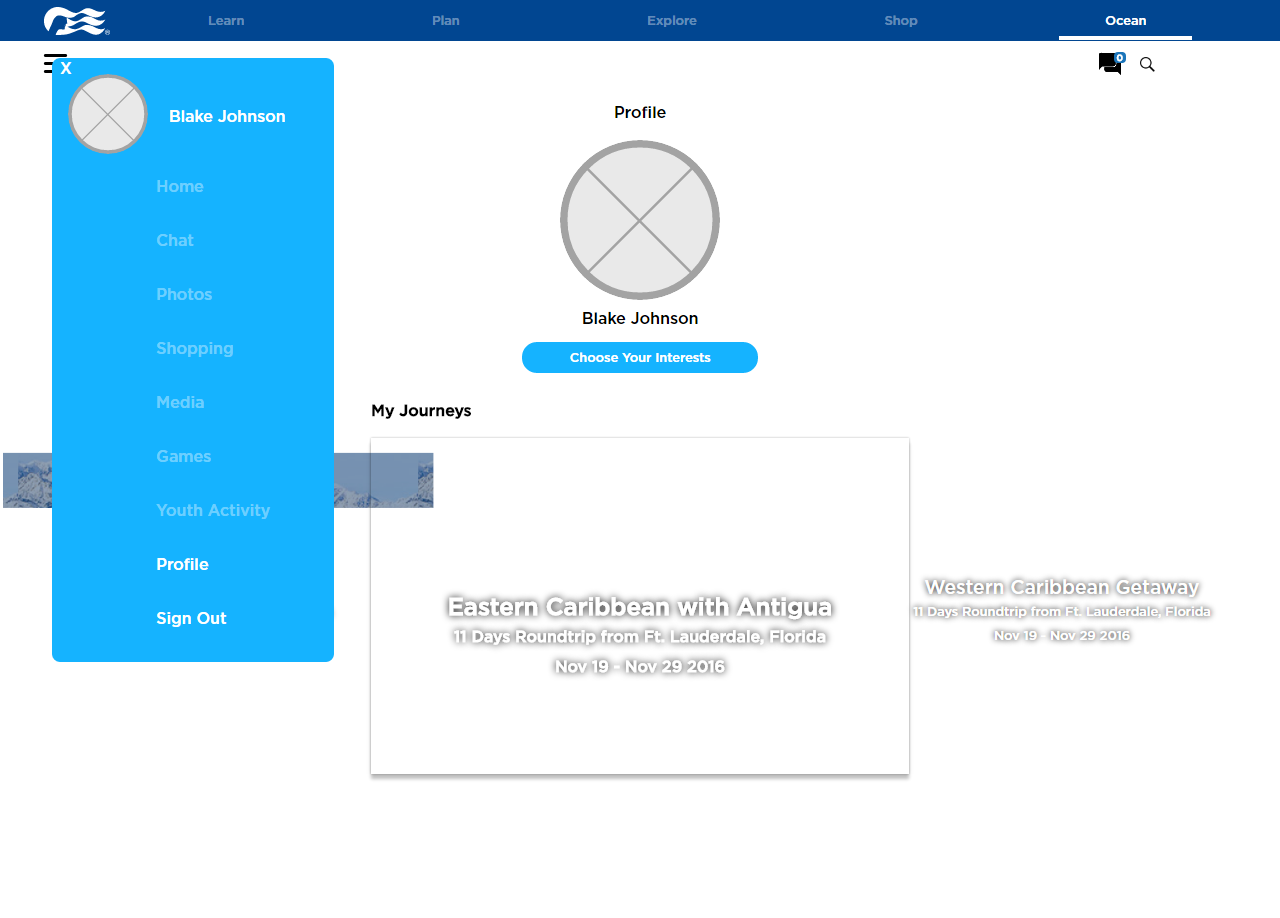 Learn
Plan
Explore
Shop
Ocean
X
0
Blake Johnson
Home
Chat
Photos
Shopping
Media
Games
Youth Activity
Profile
Sign Out
Profile
Blake Johnson
Choose Your Interests
My Journeys
Eastern Caribbean with Antigua
11 Days Roundtrip from Ft. Lauderdale, Florida
Nov 19 - Nov 29 2016
Western Caribbean Getaway
11 Days Roundtrip from Ft. Lauderdale, Florida
Nov 19 - Nov 29 2016